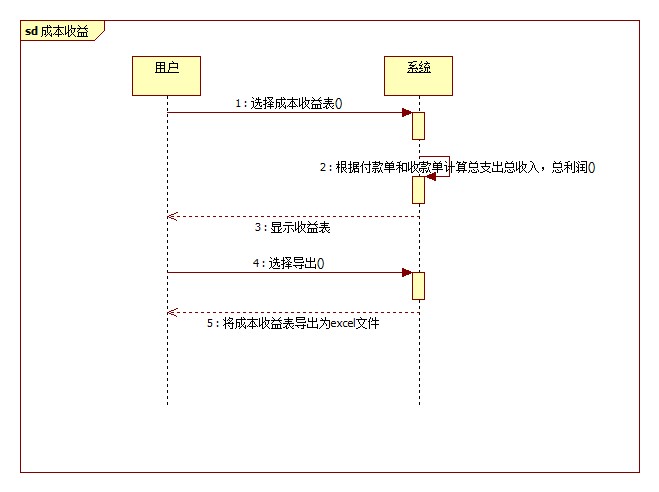 sd 成本收益
用户
系统
1 : 选择成本收益表()
2 : 根据付款单和收款单计算总支出总收入，总利润()
3 : 显示收益表
4 : 选择导出()
5 : 将成本收益表导出为excel文件